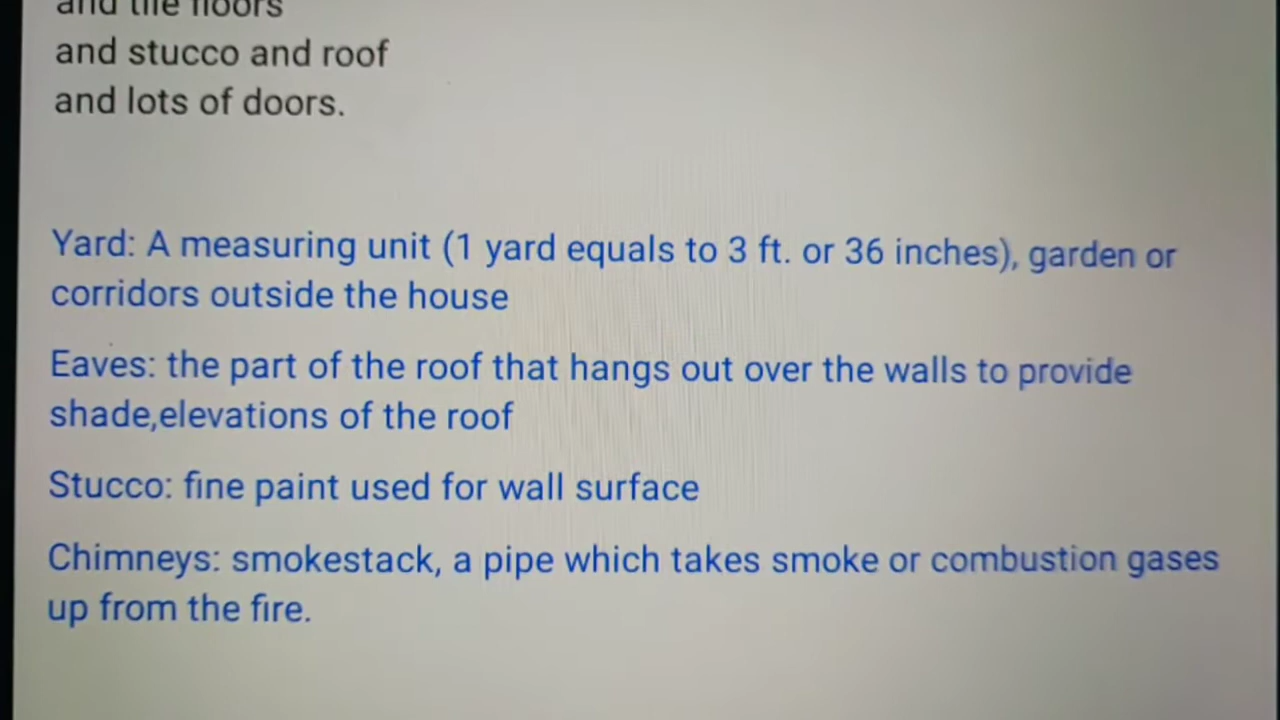 and tile floors
and stucco and roof
and lots of doors.
Yard: A measuring unit (1 yard equals to 3 ft. or 36 inches), garden or
corridors outside the house
Eaves: the part of the roof that hangs out over the walls to provide
shade,elevations of the roof
Stucco: fine paint used for wall surface
Chimneys: smokestack, a pipe which takes smoke or combustion gases
up from the fire.